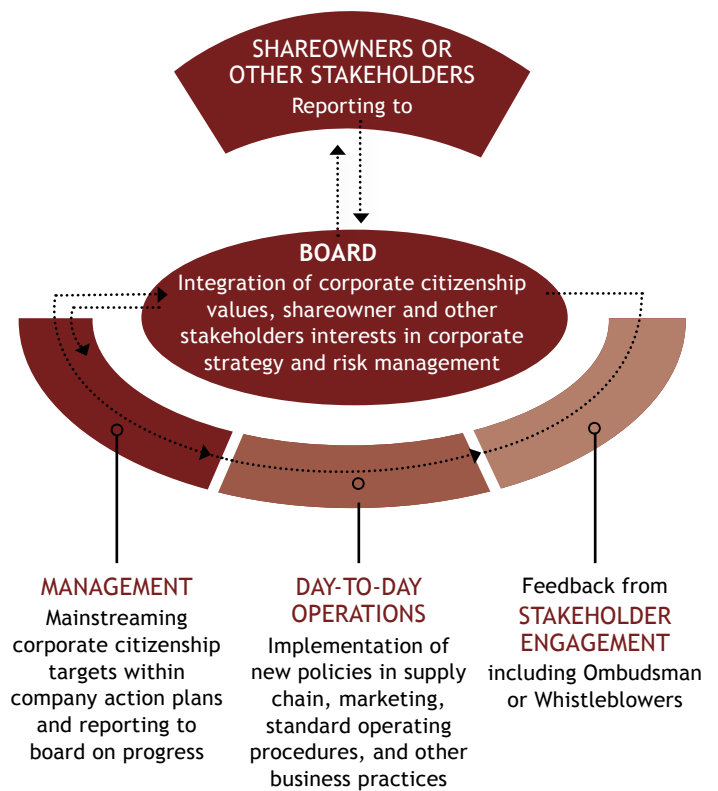 SHAREOWNERS OR
OTHER STAKEHOLDERS
Reporting to
BOARD
Integration of corporate citizenship
values, shareowner and other
stakeholders interests in corporate
strategy and risk management
MANAGEMENT
Mainstreaming
corporate citizenship
targets within
company action plans
and reporting to
board on progress
DAY-TO-DAY
OPERATIONS
Implementation of
new policies in supply
chain, marketing,
standard operating
procedures, and other
business practices
Feedback from
STAKEHOLDER
ENGAGEMENT
including Ombudsman
or Whistleblowers